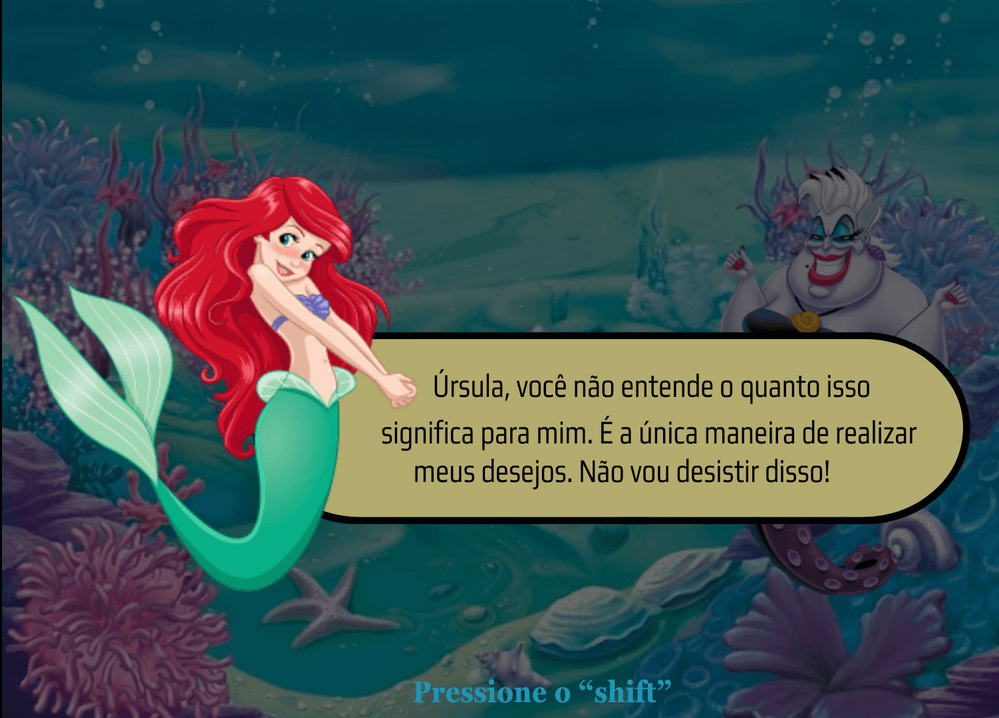 Úrsula, você não entende o quanto isso
significa para mim. É a única maneira de realizar
meus desejos. Não vou desistir disso!
Pressione o “shift”